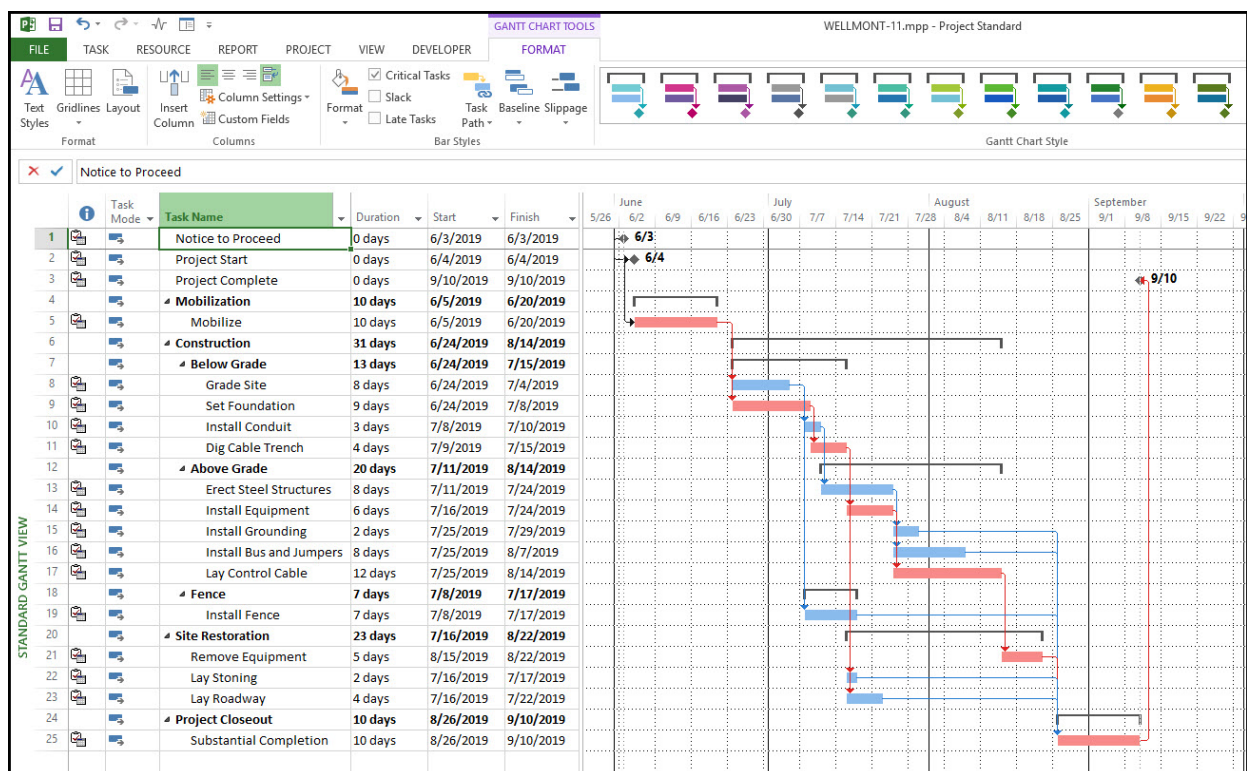 GANTT CHART TOOLS
WELLMONT-11.mpp - Project Standard
FILE TASK RESOURCE REPORT PROJECT VIEW DEVELOPER FORMAT
Text Styles
Gridlines
Layout
Format
Insert Column
Column Settings
Custom Fields
Columns
Format
Critical Tasks
Slack
Late Tasks
Task Path
Baseline
Slippage
Bar Styles
Gantt Chart Style
Notice to Proceed
Task Mode Task Name Duration Start Finish
June July August September
5/26 6/2 6/9 6/16 6/23 6/30 7/7 7/14 7/21 7/28 8/4 8/11 8/18 8/25 9/1 9/8 9/15 9/22 9
1 Notice to Proceed 0 days 6/3/2019 6/3/2019 6/3
2 Project Start 0 days 6/4/2019 6/4/2019 6/4
3 Project Complete 0 days 9/10/2019 9/10/2019 9/10
4 Mobilization 10 days 6/5/2019 6/20/2019
5 Mobilize 10 days 6/5/2019 6/20/2019
6 Construction 31 days 6/24/2019 8/14/2019
7 Below Grade 13 days 6/24/2019 7/15/2019
8 Grade Site 8 days 6/24/2019 7/4/2019
9 Set Foundation 9 days 6/24/2019 7/8/2019
10 Install Conduit 3 days 7/8/2019 7/10/2019
11 Dig Cable Trench 4 days 7/9/2019 7/15/2019
12 Above Grade 20 days 7/11/2019 8/14/2019
13 Erect Steel Structures 8 days 7/11/2019 7/24/2019
14 Install Equipment 6 days 7/16/2019 7/24/2019
15 Install Grounding 2 days 7/25/2019 7/29/2019
16 Install Bus and Jumpers 8 days 7/25/2019 8/7/2019
17 Lay Control Cable 12 days 7/25/2019 8/14/2019
18 Fence 7 days 7/8/2019 7/17/2019
19 Install Fence 7 days 7/8/2019 7/17/2019
20 Site Restoration 23 days 7/16/2019 8/22/2019
21 Remove Equipment 5 days 8/15/2019 8/22/2019
22 Lay Stoning 2 days 7/16/2019 7/17/2019
23 Lay Roadway 4 days 7/16/2019 7/22/2019
24 Project Closeout 10 days 8/26/2019 9/10/2019
25 Substantial Completion 10 days 8/26/2019 9/10/2019
STANDARD GANTT VIEW